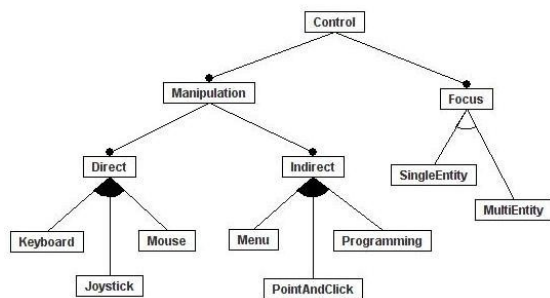 Control
Manipulation
Focus
Direct
Indirect
SingleEntity
MultiEntity
Keyboard
Mouse
Menu
Programming
Joystick
PointAndClick